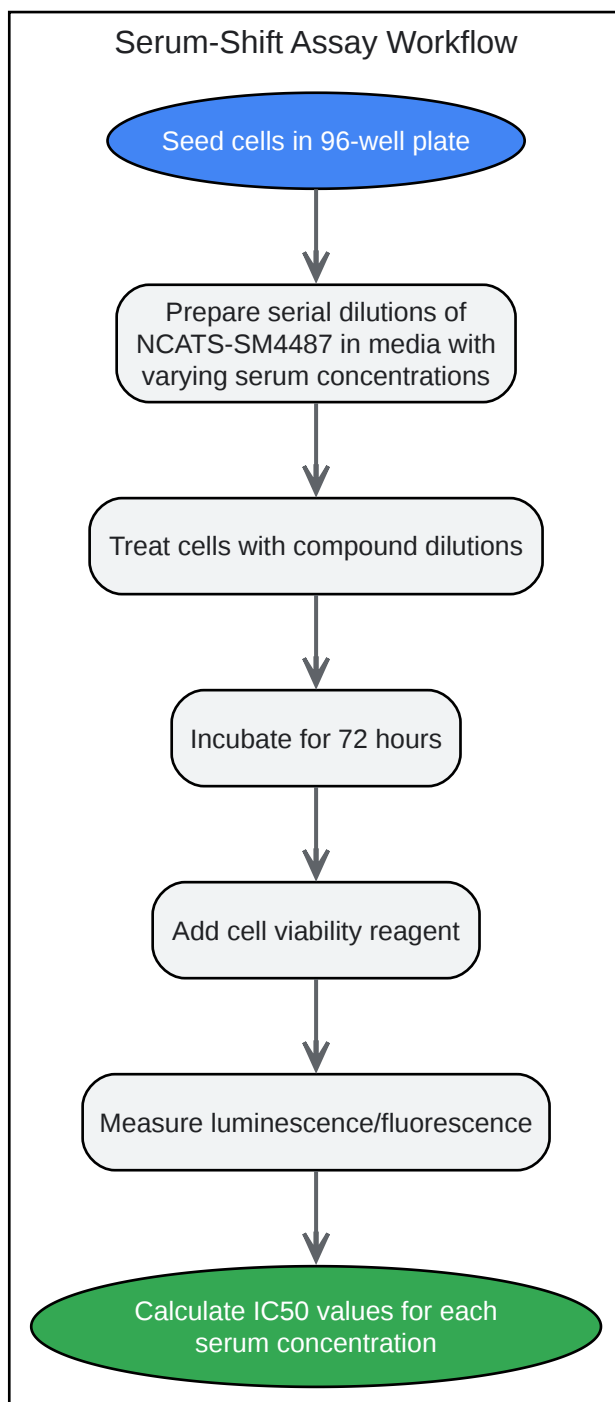 Serum-Shift Assay Workflow
Seed cells in 96-well plate
Prepare serial dilutions of
NCATS-SM4487 in media with
varying serum concentrations
Treat cells with compound dilutions
Incubate for 72 hours
Add cell viability reagent
Measure luminescence/fluorescence
Calculate IC50 values for each
serum concentration